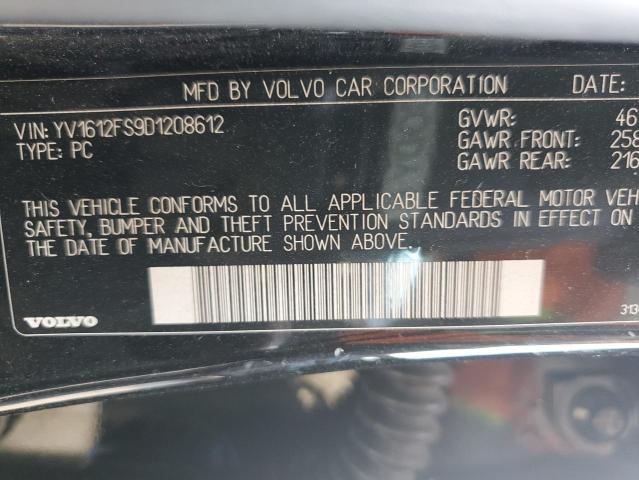 MFD BY VOLVO CAR CORPORATION DATE:
VIN: YV1612FS9D1208612 GVWR: 46
TYPE: PC GAWR FRONT: 258
GAWR REAR: 216
THIS VEHICLE CONFORMS TO ALL APPLICABLE FEDERAL MOTOR VEH
SAFETY, BUMPER AND THEFT PREVENTION STANDARDS IN EFFECT ON
THE DATE OF MANUFACTURE SHOWN ABOVE.
VOLVO 313